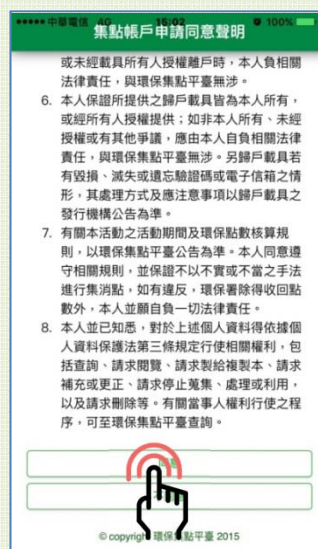 中華電信 4G 16:02 100%
集點帳戶申請同意聲明
或未經載具所有人授權離戶時，本人負相關
法律責任，與環保集點平臺無涉。
6. 本人保證所提供之歸戶載具皆為本人所有，
或經所有人授權提供；如非本人所有、未經
授權或有其他爭議，應由本人自負相關法律
責任，與環保集點平臺無涉。另歸戶載具若
有毀損、滅失或遺忘驗證碼或電子信箱之情
形，其處理方式及應注意事項以歸戶載具之
發行機構公告為準。
7. 有關本活動之活動期間及環保點數核算規
則，以環保集點平臺公告為準。本人同意遵
守相關規則，並保證不以不實或不當之手法
進行集消點，如有違反，環保署除得收回點
數外，本人並願自負一切法律責任。
8. 本人並已知悉，對於上述個人資料得依據個
人資料保護法第三條規定行使相關權利，包
括查詢、請求閱覽、請求製給複製本、請求
補充或更正、請求停止蒐集、處理或利用，
以及請求刪除等。有關當事人權利行使之程
序，可至環保集點平臺查詢。
© copyright 環保 點平臺 2015